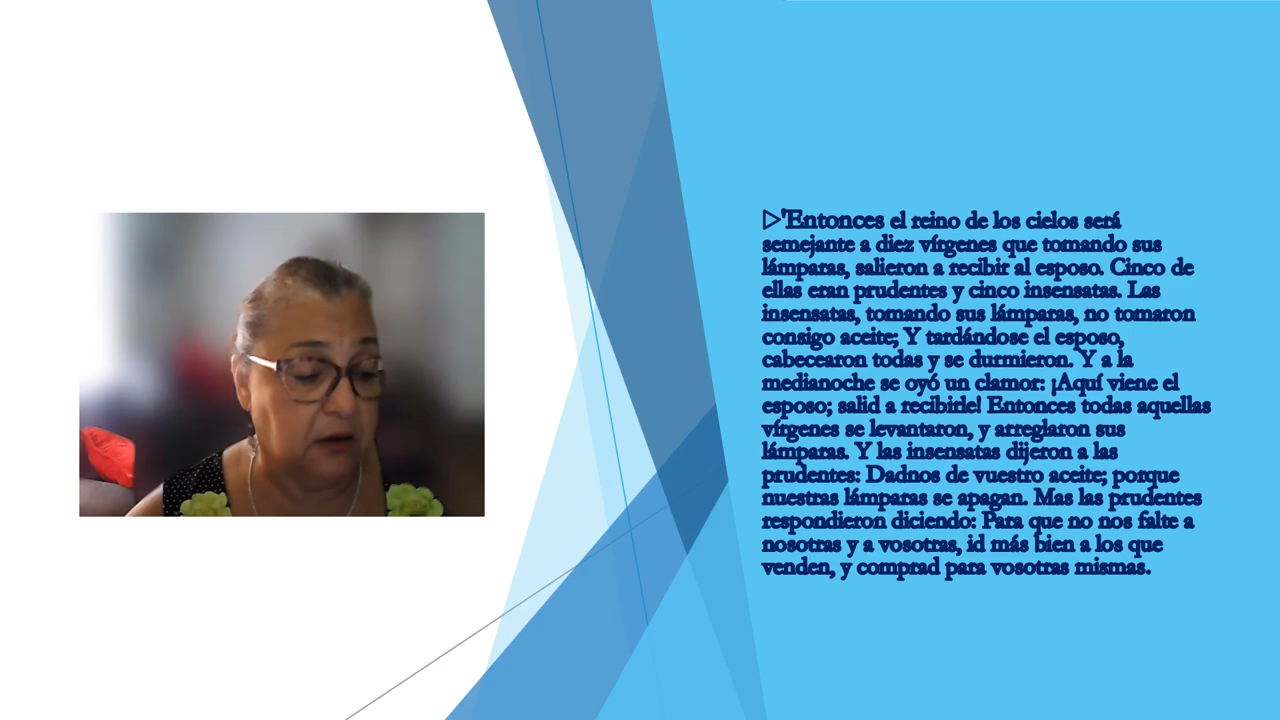 'Entonces el reino de los cielos será
semejante a diez vírgenes que tomando sus
lámparas, salieron a recibir al esposo. Cinco de
ellas eran prudentes y cinco insensatas. Las
insensatas, tomando sus lámparas, no tomaron
consigo aceite; Y tardándose el esposo,
cabecearon todas y se durmieron. Y a la
medianoche se oyó un clamor: ¡Aquí viene el
esposo; salid a recibirle! Entonces todas aquellas
vírgenes se levantaron, y arreglaron sus
lámparas. Y las insensatas dijeron a las
prudentes: Dadnos de vuestro aceite; porque
nuestras lámparas se apagan. Mas las prudentes
respondieron diciendo: Para que no nos falte a
nosotras y a vosotras, id más bien a los que
venden, y comprad para vosotras mismas.